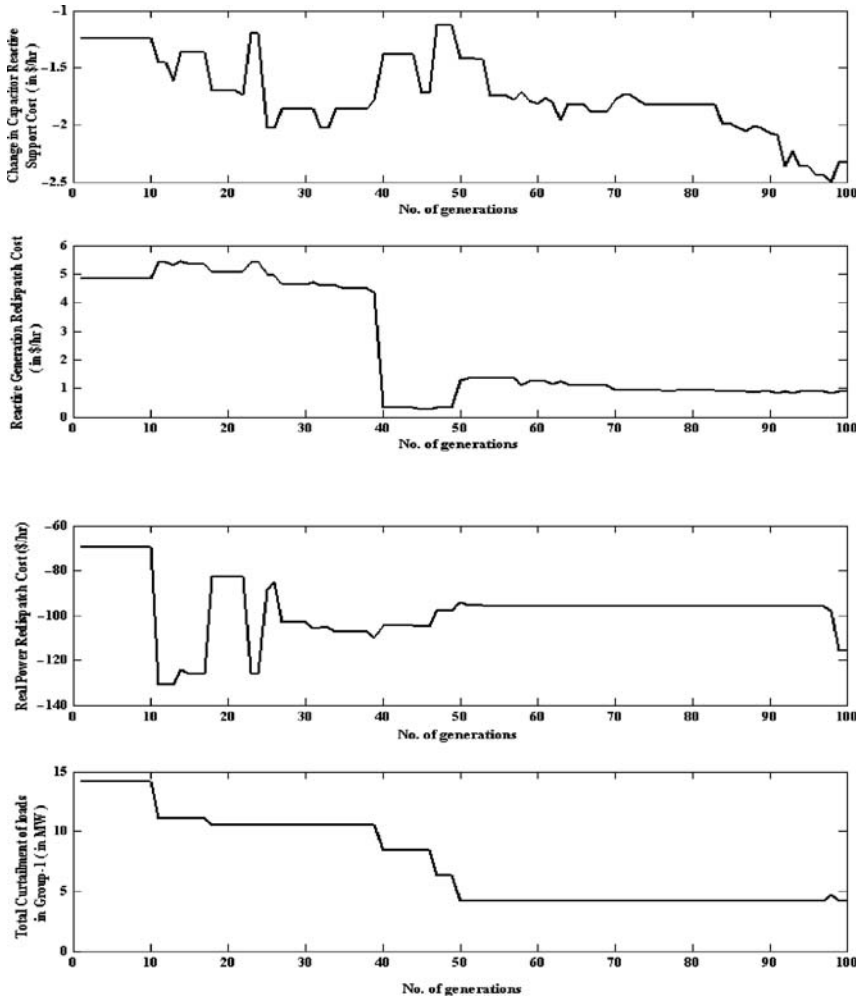 Change in Capacitor Reactive
Support Cost ( in $/hr)
−1
−1.5
−2
−2.5
0 10 20 30 40 50 60 70 80 90 100
No. of generations
Reactive Generation Redispatch Cost
( in $/hr )
6
5
4
3
2
1
0
0 10 20 30 40 50 60 70 80 90 100
No. of generations
Real Power Redispatch Cost ($/hr)
−60
−80
−100
−120
−140
0 10 20 30 40 50 60 70 80 90 100
No. of generations
Total Curtailment of loads
in Group-1 ( in MW )
15
10
5
0
0 10 20 30 40 50 60 70 80 90 100
No. of generations